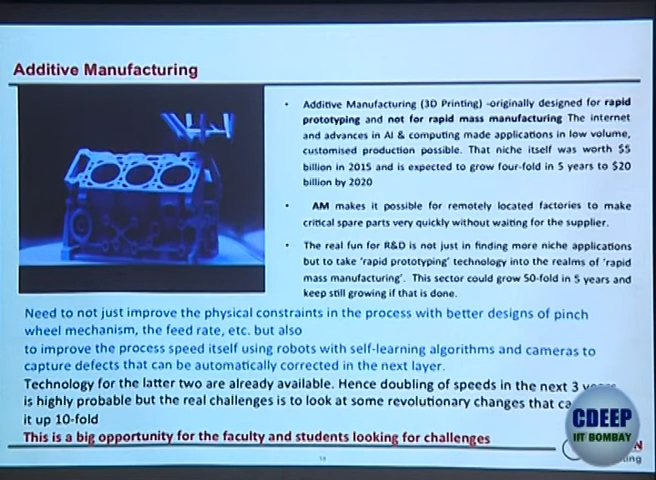 Additive Manufacturing
• Additive Manufacturing (3D Printing) -originally designed for rapid
prototyping and not for rapid mass manufacturing The internet
and advances in AI & computing made applications in low volume,
customised production possible. That niche itself was worth $5
billion in 2015 and is expected to grow four-fold in 5 years to $20
billion by 2020
• AM makes it possible for remotely located factories to make
critical spare parts very quickly without waiting for the supplier.
• The real fun for R&D is not just in finding more niche applications
but to take 'rapid prototyping' technology into the realms of 'rapid
mass manufacturing'. This sector could grow 50-fold in 5 years and
keep still growing if that is done.
Need to not just improve the physical constraints in the process with better designs of pinch
wheel mechanism, the feed rate, etc. but also
to improve the process speed itself using robots with self-learning algorithms and cameras to
capture defects that can be automatically corrected in the next layer.
Technology for the latter two are already available. Hence doubling of speeds in the next 3
is highly probable but the real challenges is to look at some revolutionary changes that
it up 10-fold
This is a big opportunity for the faculty and students looking for challenges
CDEEP
IIT BOMBAY